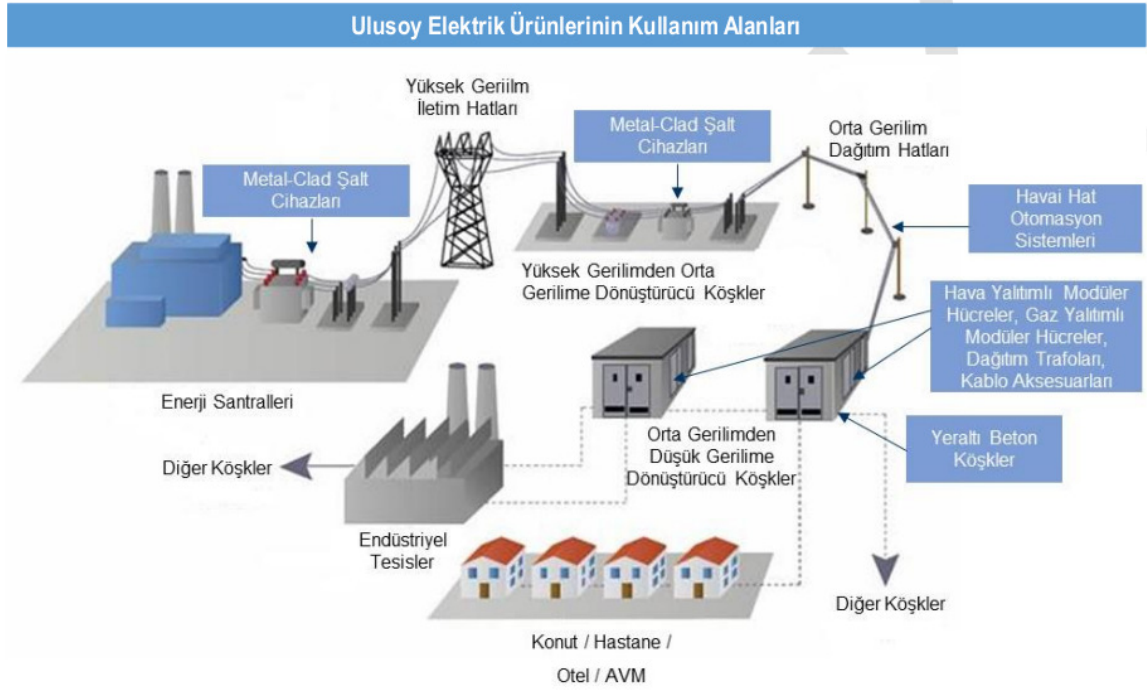 Ulusoy Elektrik Ürünlerinin Kullanım Alanları
Yüksek Geriilm
İletim Hatları
Metal-Clad Şalt
Cihazları
Orta Gerilim
Dağıtım Hatları
Metal-Clad Şalt
Cihazları
Havai Hat
Otomasyon
Sistemleri
Yüksek Gerilimden Orta
Gerilime Dönüştürücü Köşkler
Hava Yalıtımlı Modüler
Hücreler, Gaz Yalıtımlı
Modüler Hücreler,
Dağıtım Trafoları,
Kablo Aksesuarları
Enerji Santralleri
Orta Gerilimden
Düşük Gerilime
Dönüştürücü Köşkler
Yeraltı Beton
Köşkler
Diğer Köşkler
Endüstriyel
Tesisler
Diğer Köşkler
Konut / Hastane /
Otel / AVM